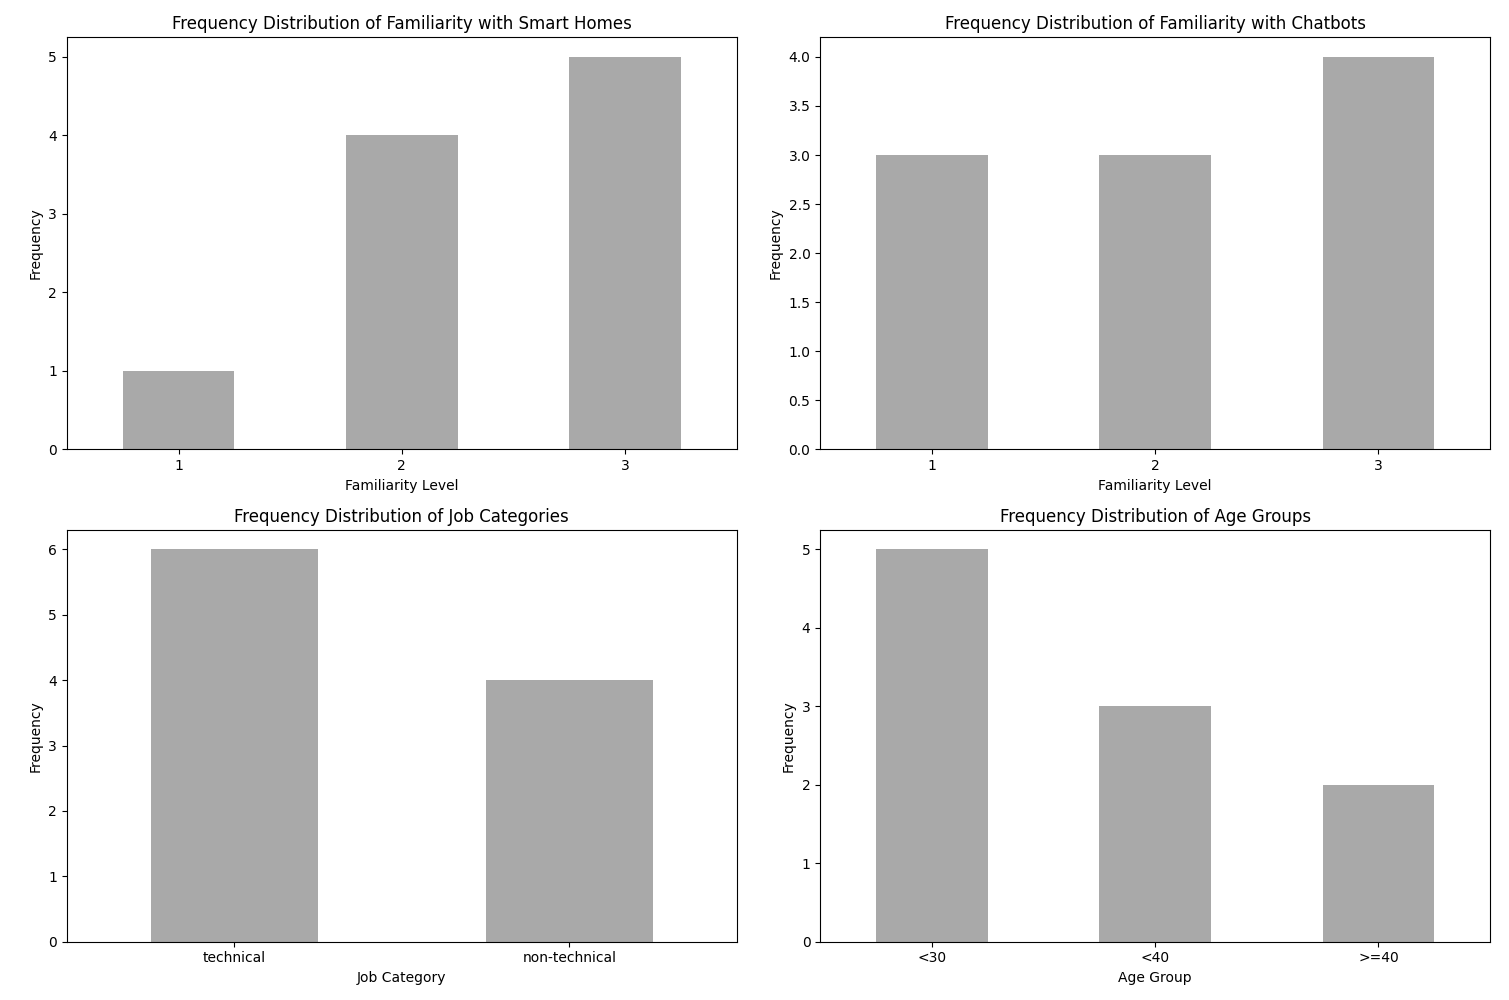 Frequency Distribution of Familiarity with Smart Homes
5
4
3
2
1
0
Frequency
1 2 3
Familiarity Level
Frequency Distribution of Familiarity with Chatbots
4.0
3.5
3.0
2.5
2.0
1.5
1.0
0.5
0.0
Frequency
1 2 3
Familiarity Level
Frequency Distribution of Job Categories
6
5
4
3
2
1
0
Frequency
technical non-technical
Job Category
Frequency Distribution of Age Groups
5
4
3
2
1
0
Frequency
<30 <40 >=40
Age Group